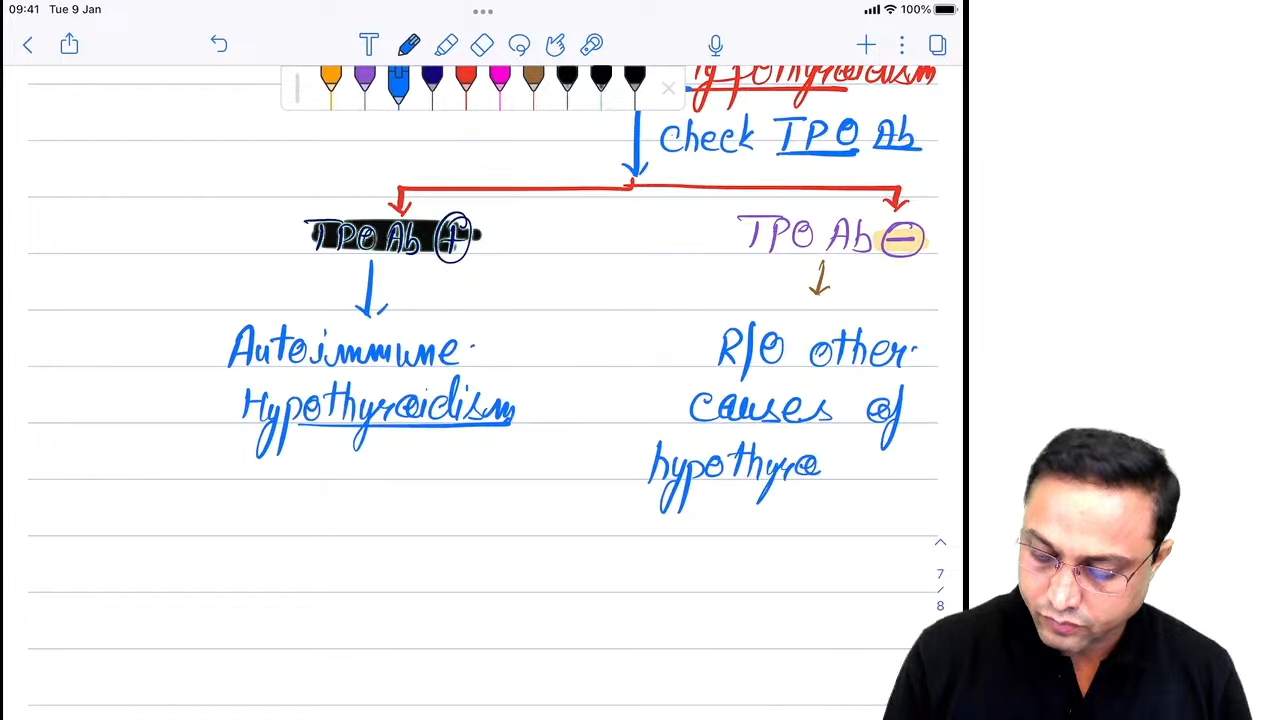 09:41 Tue 9 Jan
100%
T
Hypothyroidism
Check TPO Ab
TPO Ab +
TPO Ab -
Autoimmune
Hypothyroidism
R/O other
causes of
hypothyro
7
/
8